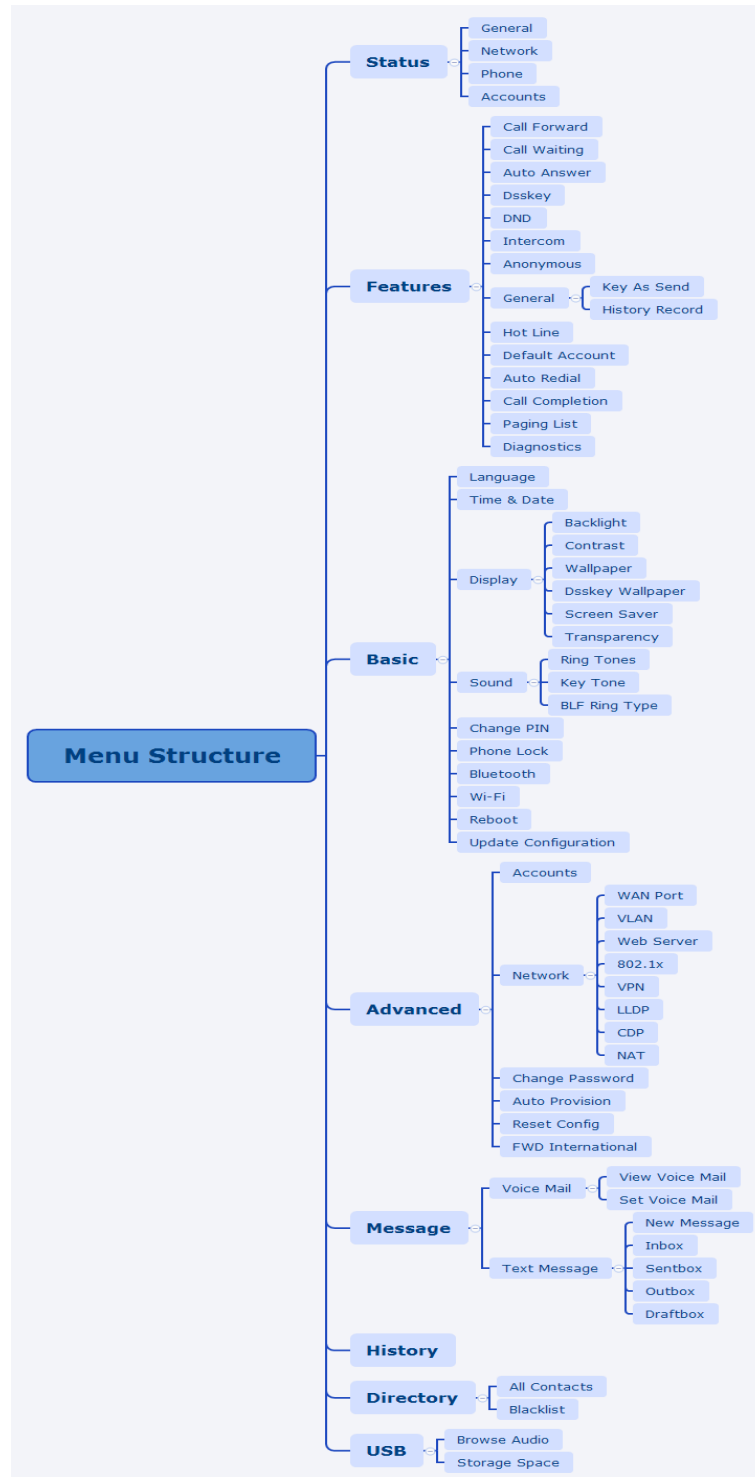 Menu Structure
Status
General
Network
Phone
Accounts
Features
Call Forward
Call Waiting
Auto Answer
Dsskey
DND
Intercom
Anonymous
General
Key As Send
History Record
Hot Line
Default Account
Auto Redial
Call Completion
Paging List
Diagnostics
Basic
Language
Time & Date
Display
Backlight
Contrast
Wallpaper
Dsskey Wallpaper
Screen Saver
Transparency
Sound
Ring Tones
Key Tone
BLF Ring Type
Change PIN
Phone Lock
Bluetooth
Wi-Fi
Reboot
Update Configuration
Advanced
Accounts
Network
WAN Port
VLAN
Web Server
802.1x
VPN
LLDP
CDP
NAT
Change Password
Auto Provision
Reset Config
FWD International
Message
Voice Mail
View Voice Mail
Set Voice Mail
Text Message
New Message
Inbox
Sentbox
Outbox
Draftbox
History
Directory
All Contacts
Blacklist
USB
Browse Audio
Storage Space